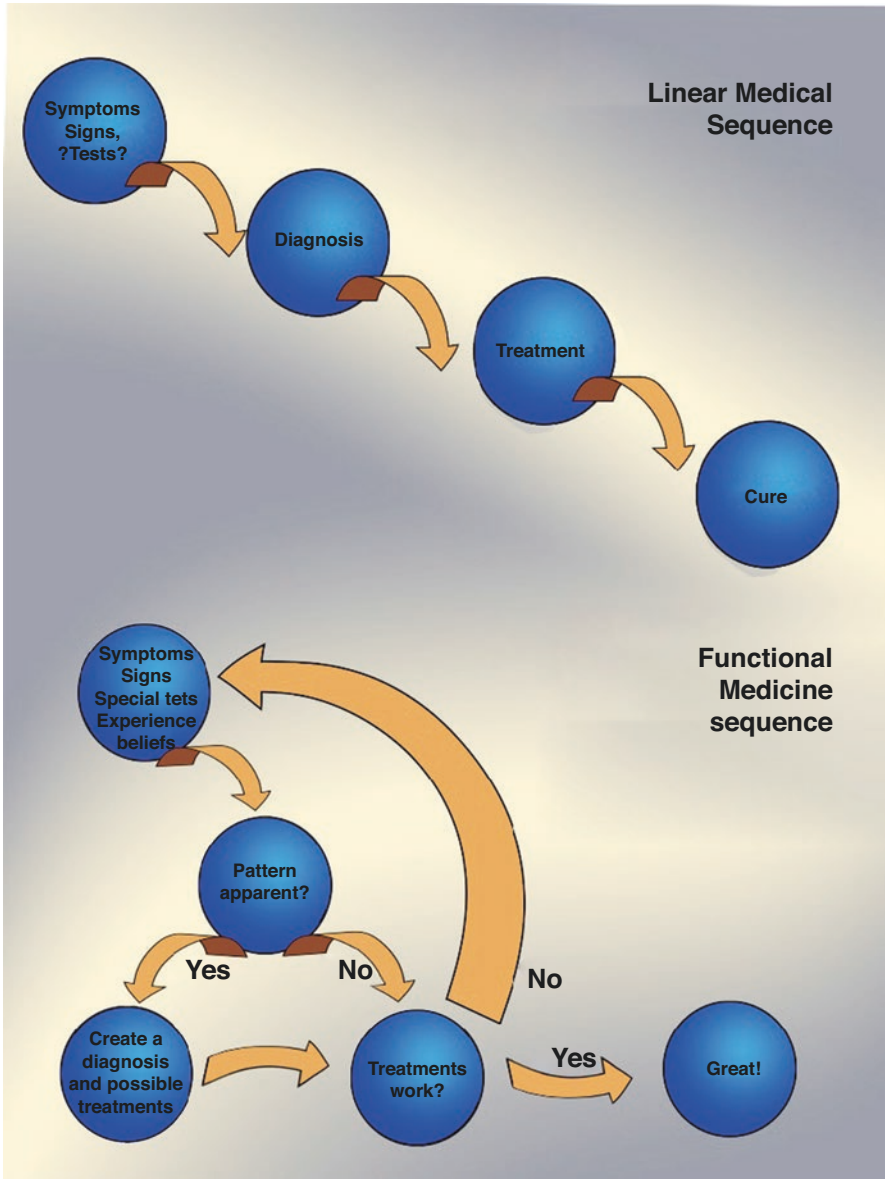 Linear Medical
Sequence
Symptoms
Signs,
?Tests?
Diagnosis
Treatment
Cure
Functional
Medicine
sequence
Symptoms
Signs
Special tets
Experience
beliefs
Pattern
apparent?
Yes
No
No
Create a
diagnosis
and possible
treatments
Treatments
work?
Yes
Great!